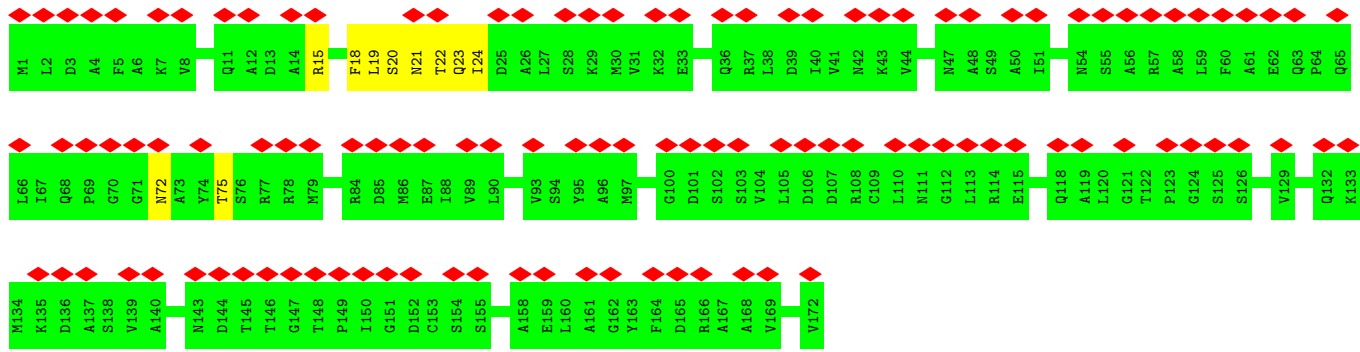 M1 L2 D3 A4 F5 A6 K7 V8 Q11 A12 D13 A14 R15 F18 L19 S20 N21 T22 Q23 I24 D25 A26 L27 S28 K29 M30 V31 K32 E33 Q36 R37 L38 D39 I40 V41 N42 K43 V44 N47 A48 S49 A50 I51 N54 S55 A56 R57 A58 L59 F60 A61 E62 Q63 P64 Q65
L66 I67 Q68 P69 G70 G71 N72 A73 Y74 T75 S76 R77 R78 M79 R84 D85 M86 E87 I88 V89 L90 V93 S94 Y95 A96 M97 G100 D101 S102 S103 V104 L105 D106 D107 R108 C109 L110 N111 G112 L113 R114 E115 Q118 A119 L120 G121 T122 P123 G124 S125 S126 V129 Q132 K133
M134 K135 D136 A137 S138 V139 A140 N143 D144 T145 T146 G147 T148 P149 I150 G151 D152 C153 S154 S155 A158 E159 L160 A161 G162 Y163 F164 D165 R166 A167 A168 V169 V172